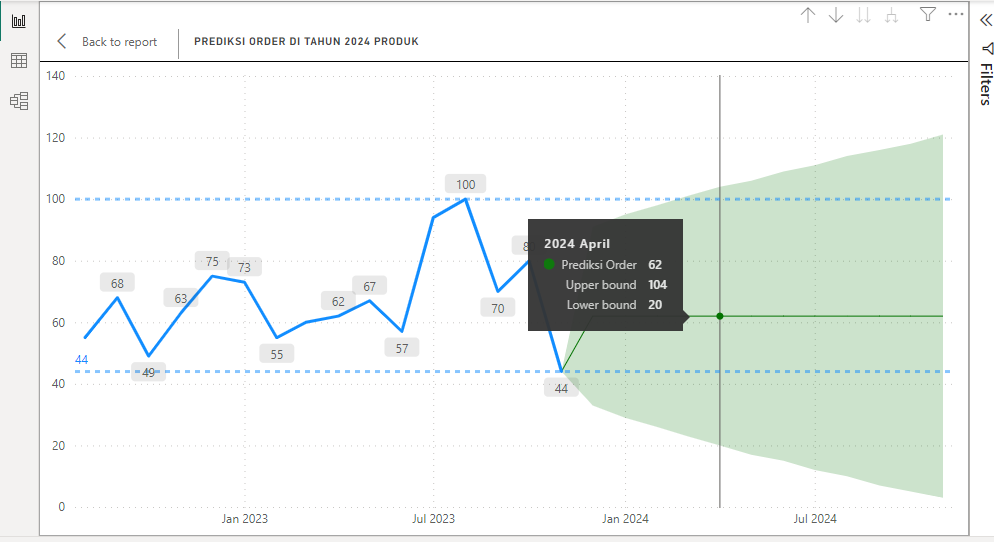 Back to report
PREDIKSI ORDER DI TAHUN 2024 PRODUK
Filters
140
120
100
80
60
40
20
0
100
75
73
68
63
67
62
55
57
49
44
70
44
2024 April
Prediksi Order 62
Upper bound 104
Lower bound 20
Jan 2023
Jul 2023
Jan 2024
Jul 2024